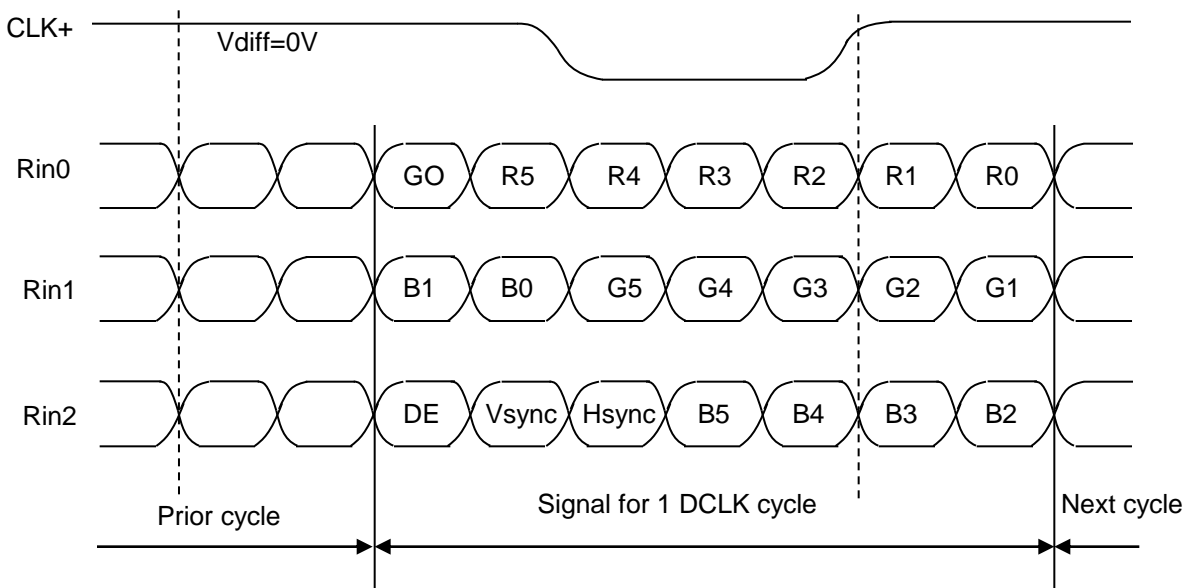 CLK+
Vdiff=0V
Rin0 GO R5 R4 R3 R2 R1 R0
Rin1 B1 B0 G5 G4 G3 G2 G1
Rin2 DE Vsync Hsync B5 B4 B3 B2
Prior cycle Signal for 1 DCLK cycle Next cycle